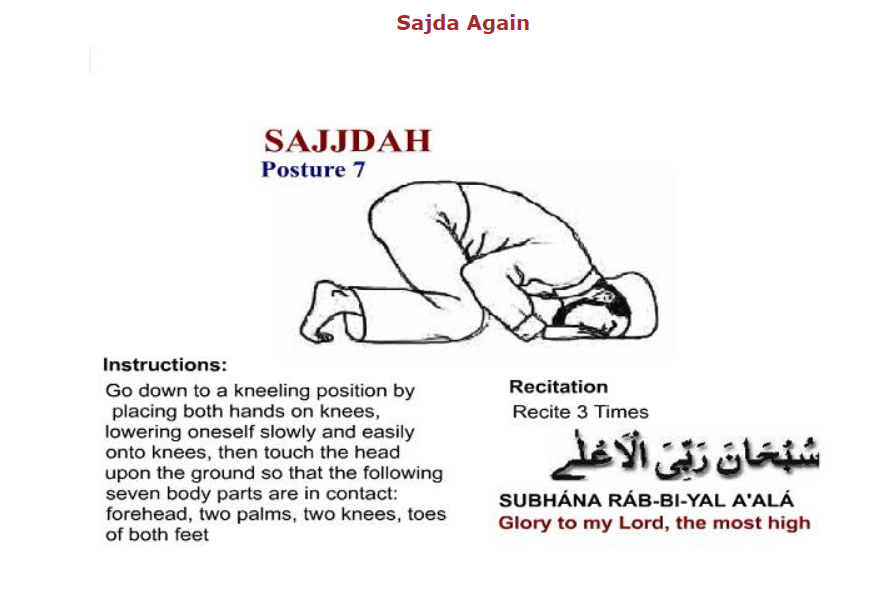 Sajda Again
SAJJDAH
Posture 7
Instructions:
Go down to a kneeling position by
placing both hands on knees,
lowering oneself slowly and easily
onto knees, then touch the head
upon the ground so that the following
seven body parts are in contact:
forehead, two palms, two knees, toes
of both feet
Recitation
Recite 3 Times
سُبْحَانَ رَبِّيَ الْاَعْلٰے
SUBHÁNA RÁB-BI-YAL A'ALÁ
Glory to my Lord, the most high